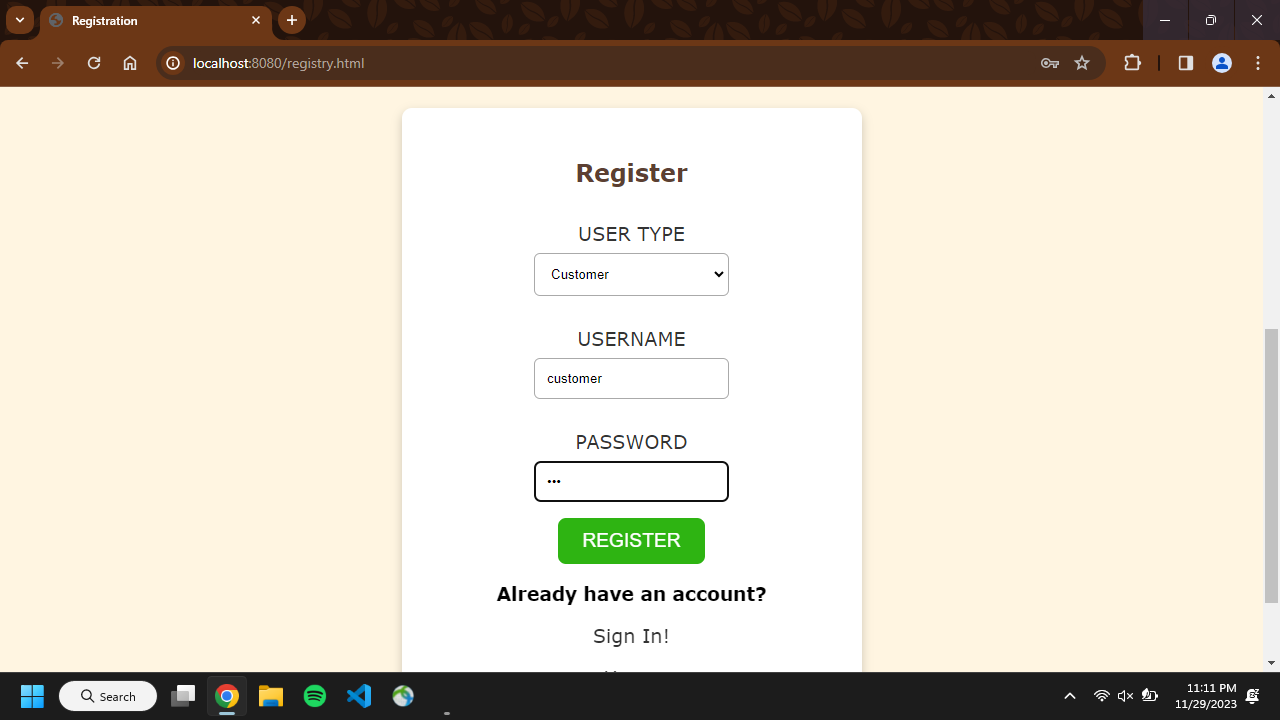 Registration
localhost:8080/registry.html
Register
USER TYPE
Customer
USERNAME
customer
PASSWORD
•••
REGISTER
Already have an account?
Sign In!
Search
11:11 PM
11/29/2023